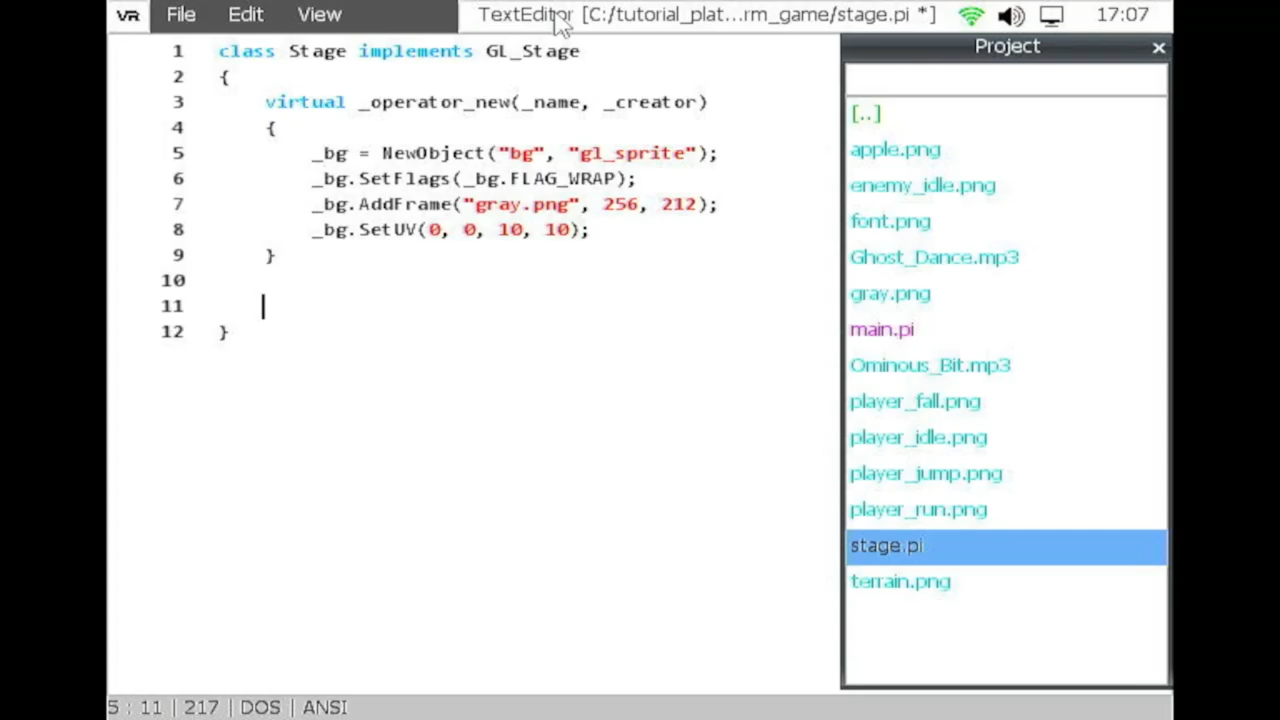 VR File Edit View TextEditor [C:/tutorial_plat...rm_game/stage.pi *] 17:07
1 class Stage implements GL_Stage
2 {
3 virtual _operator_new(_name, _creator)
4 {
5 _bg = NewObject("bg", "gl_sprite");
6 _bg.SetFlags(_bg.FLAG_WRAP);
7 _bg.AddFrame("gray.png", 256, 212);
8 _bg.SetUV(0, 0, 10, 10);
9 }
10
11
12 }
Project
[..]
apple.png
enemy_idle.png
font.png
Ghost_Dance.mp3
gray.png
main.pi
Ominous_Bit.mp3
player_fall.png
player_idle.png
player_jump.png
player_run.png
stage.pi
terrain.png
5 : 11 | 217 | DOS | ANSI